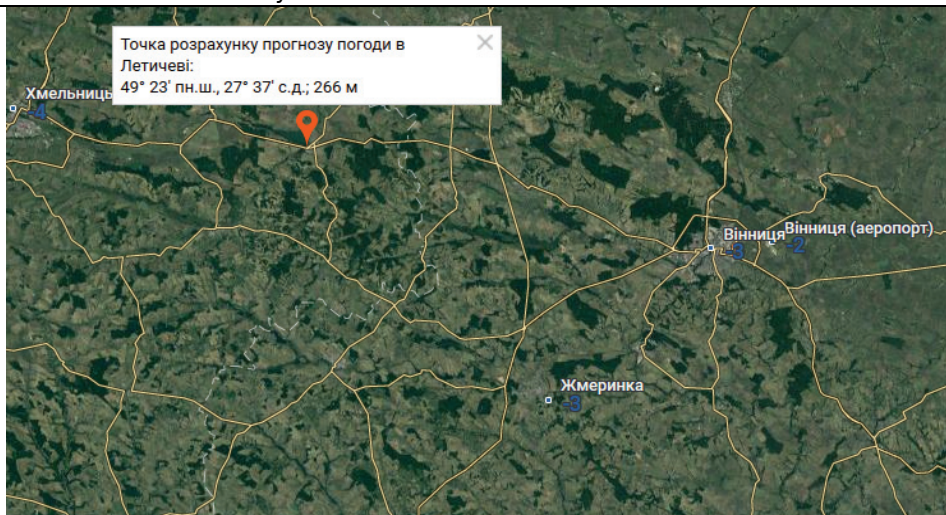 Точка розрахунку прогнозу погоди в
Летичеві:
49° 23' пн.ш., 27° 37' с.д.; 266 м
Хмельниць
-4
Вінниця
-3
Вінниця (аеропорт)
-2
Жмеринка
-3